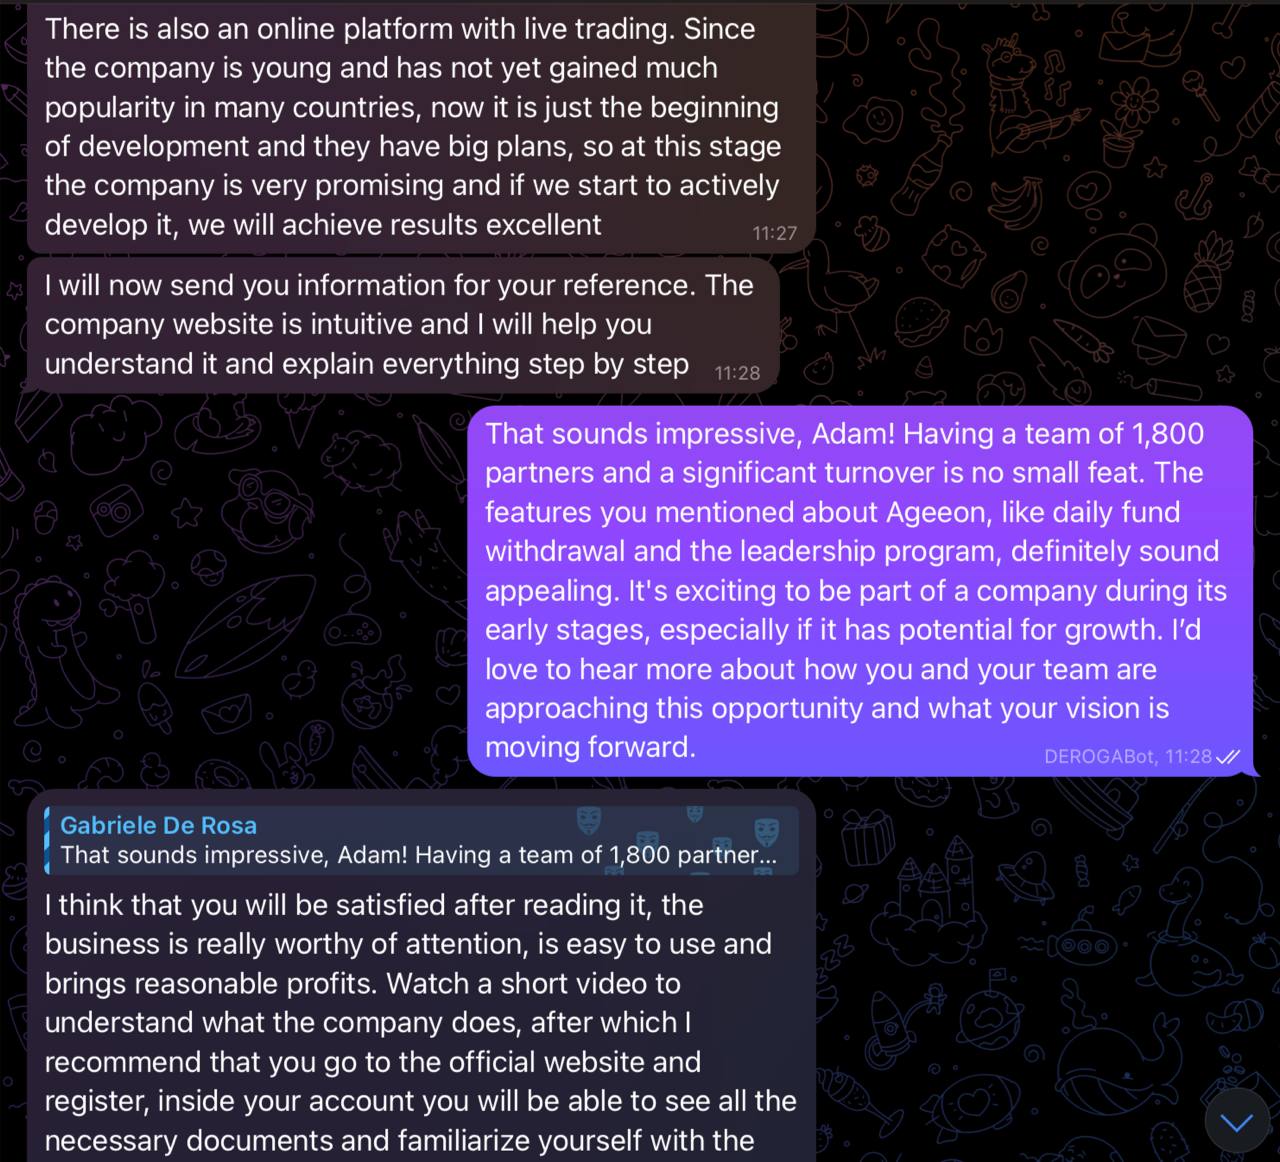 There is also an online platform with live trading. Since
the company is young and has not yet gained much
popularity in many countries, now it is just the beginning
of development and they have big plans, so at this stage
the company is very promising and if we start to actively
develop it, we will achieve results excellent
11:27
I will now send you information for your reference. The
company website is intuitive and I will help you
understand it and explain everything step by step
11:28
That sounds impressive, Adam! Having a team of 1,800
partners and a significant turnover is no small feat. The
features you mentioned about Ageeon, like daily fund
withdrawal and the leadership program, definitely sound
appealing. It's exciting to be part of a company during its
early stages, especially if it has potential for growth. I’d
love to hear more about how you and your team are
approaching this opportunity and what your vision is
moving forward.
DEROGABot, 11:28
Gabriele De Rosa
That sounds impressive, Adam! Having a team of 1,800 partner...
I think that you will be satisfied after reading it, the
business is really worthy of attention, is easy to use and
brings reasonable profits. Watch a short video to
understand what the company does, after which I
recommend that you go to the official website and
register, inside your account you will be able to see all the
necessary documents and familiarize yourself with the